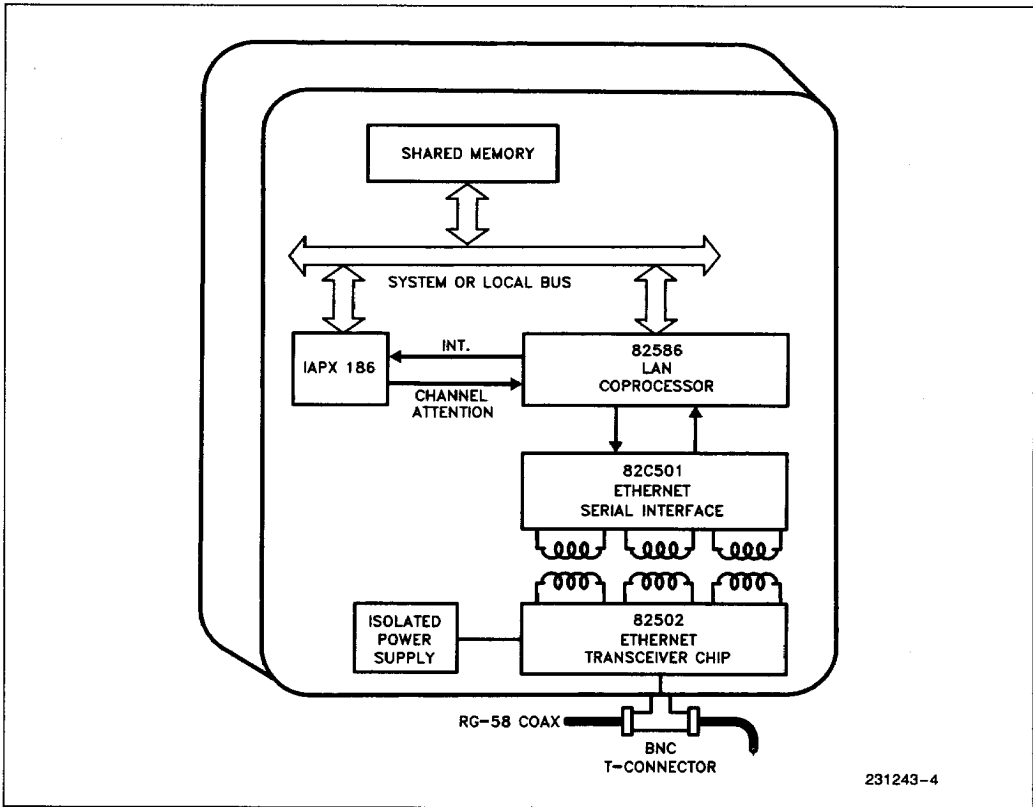 SHARED MEMORY
SYSTEM OR LOCAL BUS
IAPX 186
INT.
CHANNEL
ATTENTION
82586
LAN
COPROCESSOR
82C501
ETHERNET
SERIAL INTERFACE
ISOLATED
POWER
SUPPLY
82502
ETHERNET
TRANSCEIVER CHIP
RG-58 COAX
BNC
T-CONNECTOR
231243-4